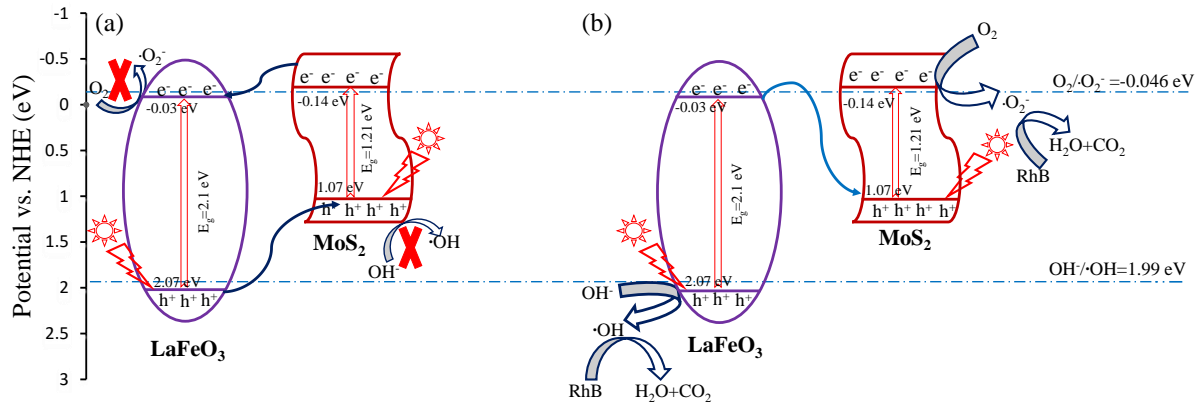 Potential vs. NHE (eV)
-1
-0.5
0
0.5
1
1.5
2
2.5
3
(a)
·O₂⁻
O₂
e⁻ e⁻ e⁻
-0.03 eV
E_g=2.1 eV
2.07 eV
h⁺ h⁺ h⁺
LaFeO₃
e⁻ e⁻ e⁻ e⁻
-0.14 eV
E_g=1.21 eV
1.07 eV
h⁺ h⁺ h⁺ h⁺
MoS₂
OH⁻
·OH
(b)
e⁻ e⁻ e⁻
-0.03 eV
E_g=2.1 eV
2.07 eV
h⁺ h⁺ h⁺
LaFeO₃
OH⁻
·OH
RhB
H₂O+CO₂
e⁻ e⁻ e⁻ e⁻
-0.14 eV
E_g=1.21 eV
1.07 eV
h⁺ h⁺ h⁺ h⁺
MoS₂
O₂
O₂/·O₂⁻ =-0.046 eV
·O₂⁻
H₂O+CO₂
RhB
OH⁻/·OH=1.99 eV